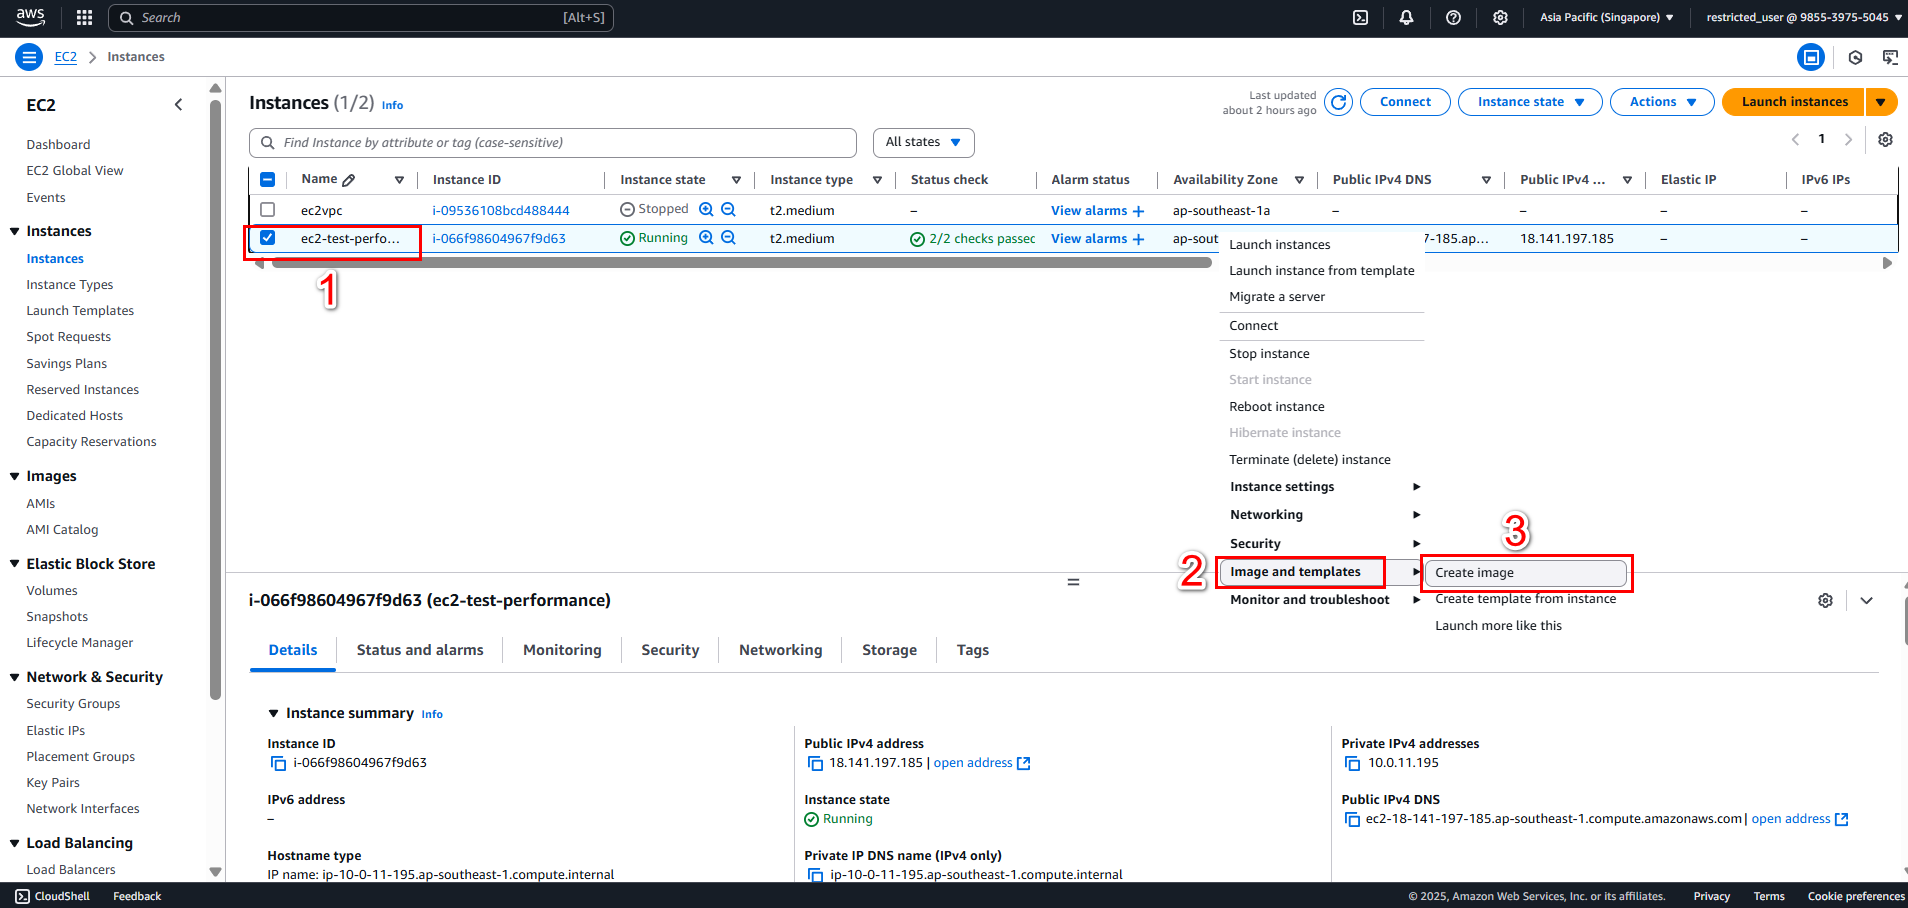 aws
Search [Alt+S]
Asia Pacific (Singapore) restricted_user @ 9855-3975-5045
EC2 Instances
EC2
Dashboard
EC2 Global View
Events
Instances
Instances
Instance Types
Launch Templates
Spot Requests
Savings Plans
Reserved Instances
Dedicated Hosts
Capacity Reservations
Images
AMIs
AMI Catalog
Elastic Block Store
Volumes
Snapshots
Lifecycle Manager
Network & Security
Security Groups
Elastic IPs
Placement Groups
Key Pairs
Network Interfaces
Load Balancing
Load Balancers
Instances (1/2) Info
Last updated
about 2 hours ago
Connect Instance state Actions Launch instances
Find Instance by attribute or tag (case-sensitive) All states
1
Name Instance ID Instance state Instance type Status check Alarm status Availability Zone Public IPv4 DNS Public IPv4 ... Elastic IP IPv6 IPs
ec2vpc i-09536108bcd488444 Stopped t2.medium – View alarms + ap-southeast-1a – – – –
ec2-test-perfo... i-066f98604967f9d63 Running t2.medium 2/2 checks passec View alarms + ap-sout -185.ap... 18.141.197.185 – –
1
Launch instances
Launch instance from template
Migrate a server
Connect
Stop instance
Start instance
Reboot instance
Hibernate instance
Terminate (delete) instance
Instance settings
Networking
Security
2
Image and templates
Monitor and troubleshoot
3
Create image
Create template from instance
Launch more like this
i-066f98604967f9d63 (ec2-test-performance)
Details Status and alarms Monitoring Security Networking Storage Tags
Instance summary Info
Instance ID
i-066f98604967f9d63
Public IPv4 address
18.141.197.185 | open address
Private IPv4 addresses
10.0.11.195
IPv6 address
–
Instance state
Running
Public IPv4 DNS
ec2-18-141-197-185.ap-southeast-1.compute.amazonaws.com | open address
Hostname type
IP name: ip-10-0-11-195.ap-southeast-1.compute.internal
Private IP DNS name (IPv4 only)
ip-10-0-11-195.ap-southeast-1.compute.internal
CloudShell Feedback © 2025, Amazon Web Services, Inc. or its affiliates. Privacy Terms Cookie preferences